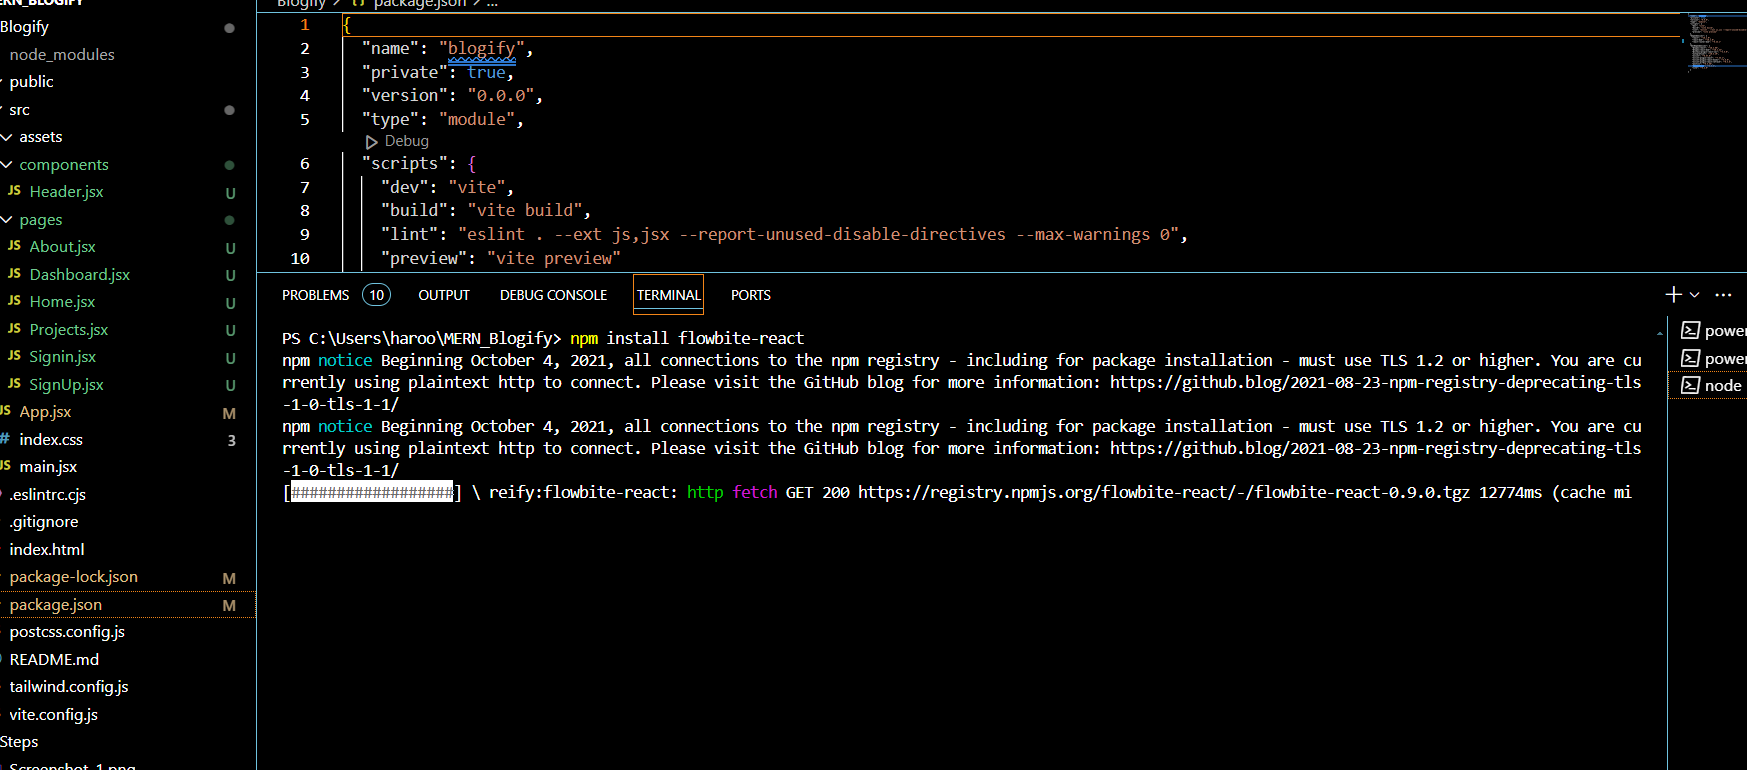 MERN_BLOGIFY
Blogify
node_modules
public
src
assets
components
JS Header.jsx U
pages
JS About.jsx U
JS Dashboard.jsx U
JS Home.jsx U
JS Projects.jsx U
JS Signin.jsx U
JS SignUp.jsx U
JS App.jsx M
# index.css 3
JS main.jsx
.eslintrc.cjs
.gitignore
index.html
package-lock.json M
package.json M
postcss.config.js
README.md
tailwind.config.js
vite.config.js
Steps
Screenshot_1.png
Blogify > {} package.json > ...
1 {
2 "name": "blogify",
3 "private": true,
4 "version": "0.0.0",
5 "type": "module",
Debug
6 "scripts": {
7 "dev": "vite",
8 "build": "vite build",
9 "lint": "eslint . --ext js,jsx --report-unused-disable-directives --max-warnings 0",
10 "preview": "vite preview"
PROBLEMS 10 OUTPUT DEBUG CONSOLE TERMINAL PORTS
PS C:\Users\haroo\MERN_Blogify> npm install flowbite-react
npm notice Beginning October 4, 2021, all connections to the npm registry - including for package installation - must use TLS 1.2 or higher. You are cu
rrently using plaintext http to connect. Please visit the GitHub blog for more information: https://github.blog/2021-08-23-npm-registry-deprecating-tls
-1-0-tls-1-1/
npm notice Beginning October 4, 2021, all connections to the npm registry - including for package installation - must use TLS 1.2 or higher. You are cu
rrently using plaintext http to connect. Please visit the GitHub blog for more information: https://github.blog/2021-08-23-npm-registry-deprecating-tls
-1-0-tls-1-1/
[##################] \ reify:flowbite-react: http fetch GET 200 https://registry.npmjs.org/flowbite-react/-/flowbite-react-0.9.0.tgz 12774ms (cache mi
power
power
node